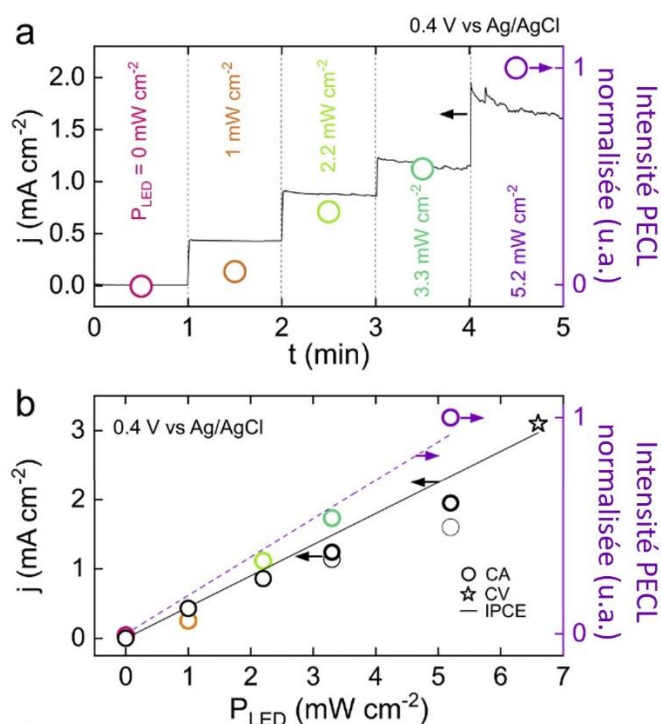 a
0.4 V vs Ag/AgCl
j (mA cm-2)
2.0
1.5
1.0
0.5
0.0
PLED = 0 mW cm-2
1 mW cm-2
2.2 mW cm-2
3.3 mW cm-2
5.2 mW cm-2
1
0
Intensité PECL
normalisée (u.a.)
0 1 2 3 4 5
t (min)
b
0.4 V vs Ag/AgCl
j (mA cm-2)
3
2
1
0
CA
CV
IPCE
1
0
Intensité PECL
normalisée (u.a.)
0 1 2 3 4 5 6 7
PLED (mW cm-2